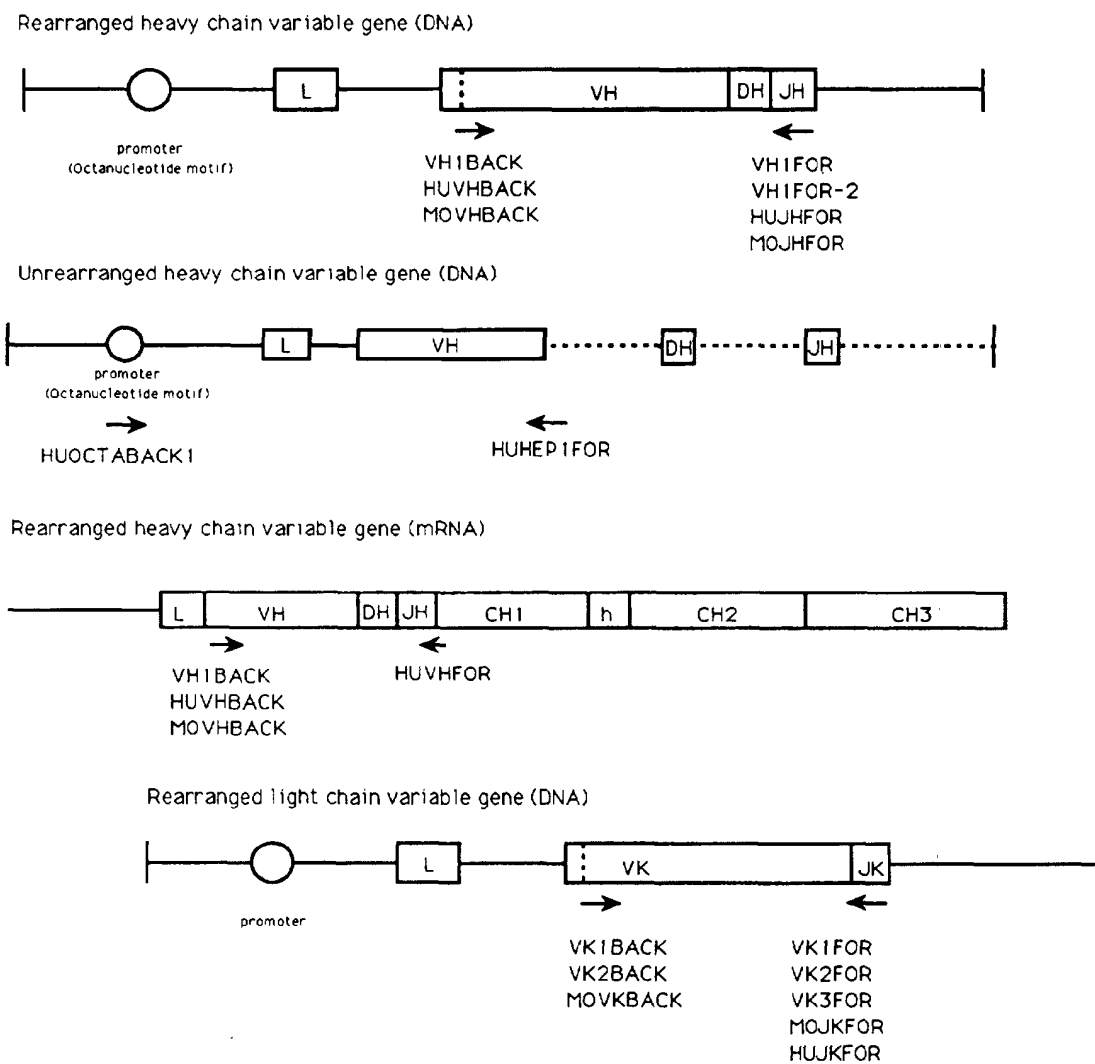 Rearranged heavy chain variable gene (DNA)
L VH DH JH
promoter
(Octanucleotide motif)
VH1BACK VH1FOR
HUVHBACK VH1FOR-2
MOVHBACK HUJHFOR
MOJHFOR
Unrearranged heavy chain variable gene (DNA)
L VH DH JH
promoter
(Octanucleotide motif)
HUOCTABACK1 HUHEP1FOR
Rearranged heavy chain variable gene (mRNA)
L VH DH JH CH1 h CH2 CH3
VH1BACK HUVHFOR
HUVHBACK
MOVHBACK
Rearranged light chain variable gene (DNA)
L VK JK
promoter
VK1BACK VK1FOR
VK2BACK VK2FOR
MOVKBACK VK3FOR
MOJKFOR
HUJKFOR